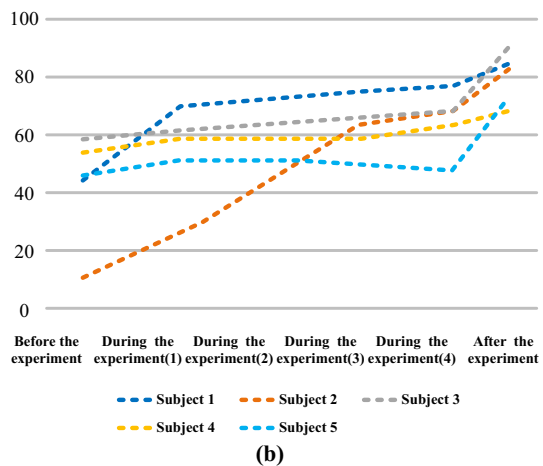 100
80
60
40
20
0
Before the experiment
During the experiment(1)
During the experiment(2)
During the experiment(3)
During the experiment(4)
After the experiment
Subject 1
Subject 2
Subject 3
Subject 4
Subject 5
(b)